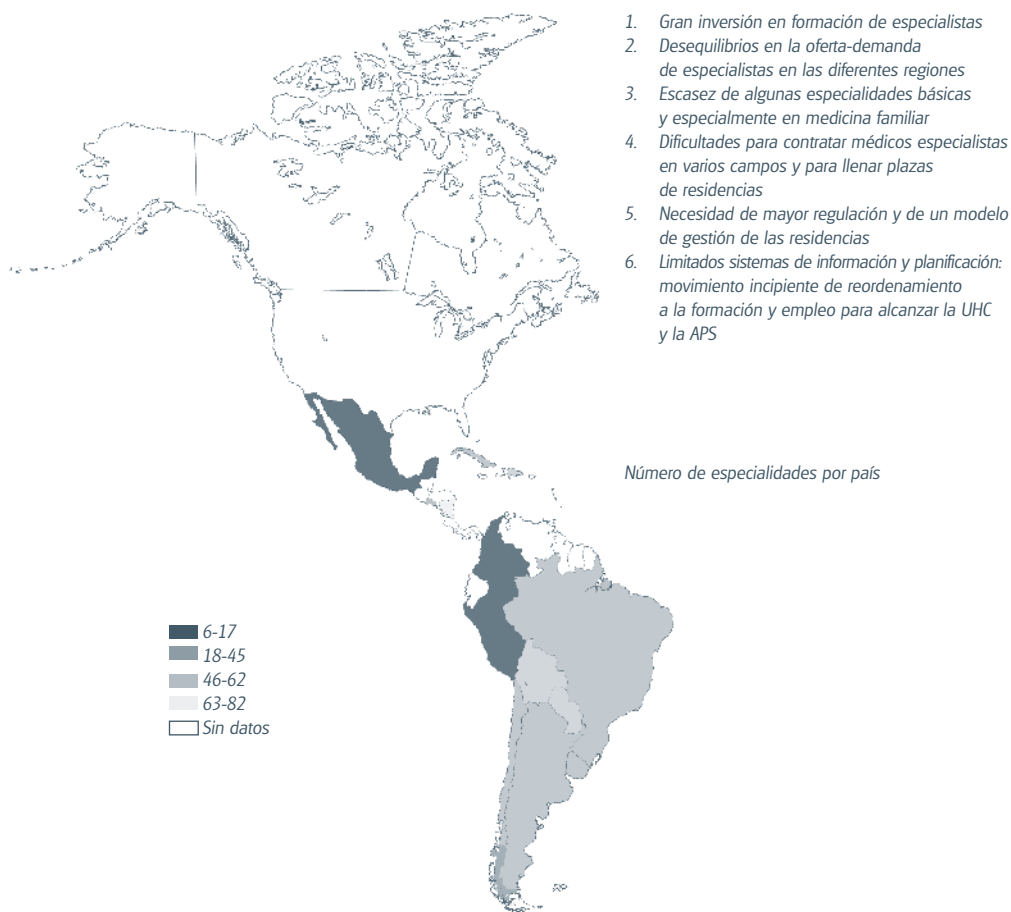 1. Gran inversión en formación de especialistas
2. Desequilibrios en la oferta-demanda
de especialistas en las diferentes regiones
3. Escasez de algunas especialidades básicas
y especialmente en medicina familiar
4. Dificultades para contratar médicos especialistas
en varios campos y para llenar plazas
de residencias
5. Necesidad de mayor regulación y de un modelo
de gestión de las residencias
6. Limitados sistemas de información y planificación:
movimiento incipiente de reordenamiento
a la formación y empleo para alcanzar la UHC
y la APS
Número de especialidades por país
6-17
18-45
46-62
63-82
Sin datos